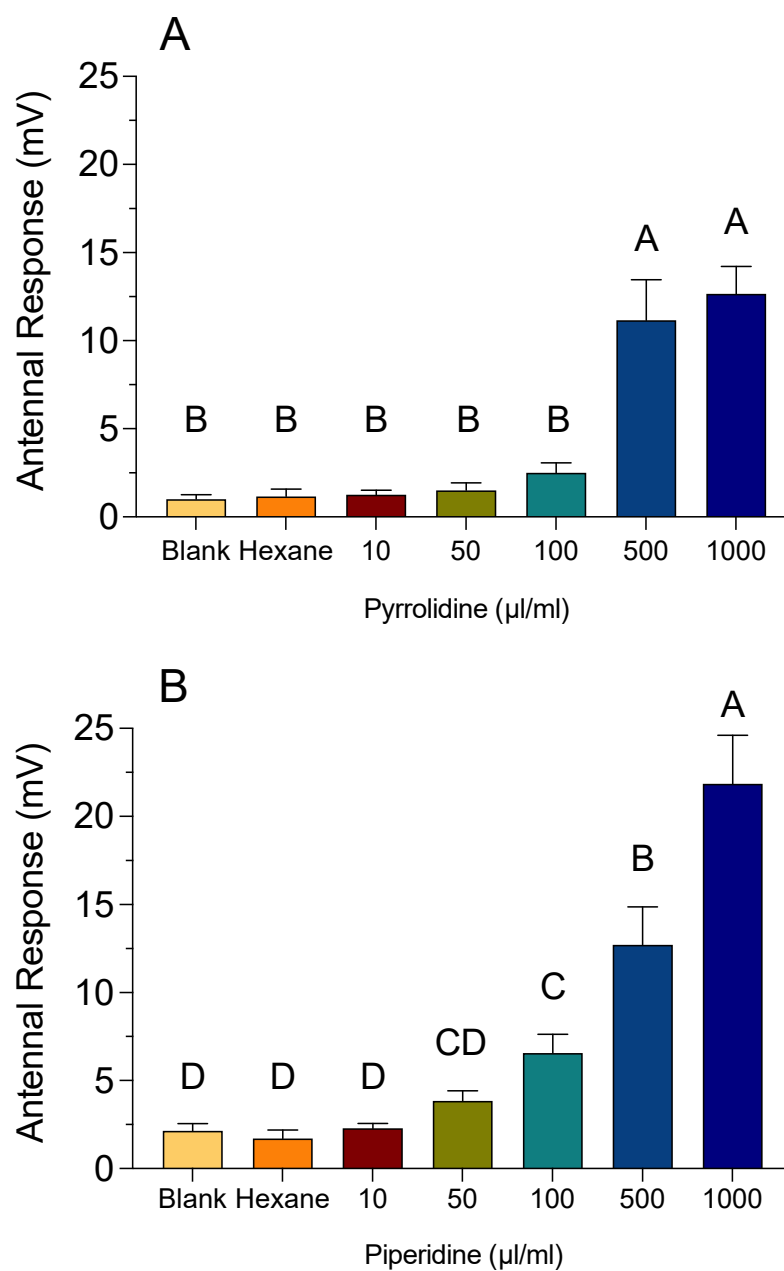 A
Antennal Response (mV)
25
20
15
10
5
0
B B B B B A A
Blank Hexane 10 50 100 500 1000
Pyrrolidine (µl/ml)
B
Antennal Response (mV)
25
20
15
10
5
0
D D D CD C B A
Blank Hexane 10 50 100 500 1000
Piperidine (µl/ml)